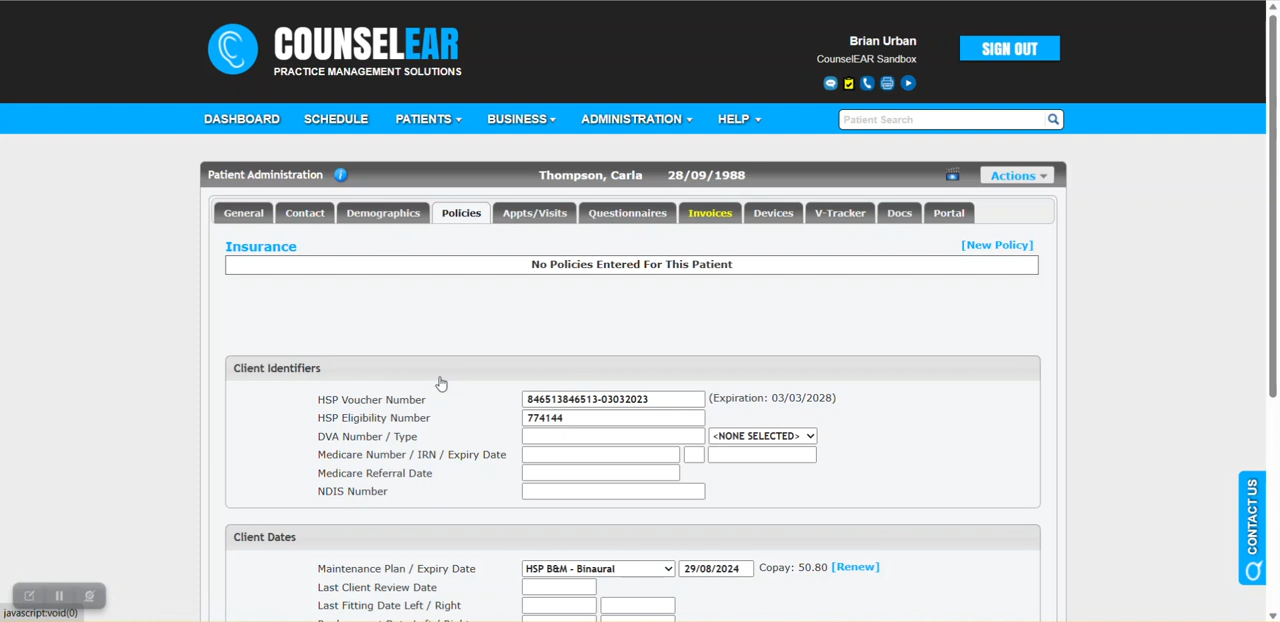 COUNSELEAR
PRACTICE MANAGEMENT SOLUTIONS
Brian Urban
CounselEAR Sandbox
SIGN OUT
DASHBOARD SCHEDULE PATIENTS BUSINESS ADMINISTRATION HELP Patient Search
Patient Administration Thompson, Carla 28/09/1988 Actions
General Contact Demographics Policies Appts/Visits Questionnaires Invoices Devices V-Tracker Docs Portal
Insurance [New Policy]
No Policies Entered For This Patient
Client Identifiers
HSP Voucher Number 846513846513-03032023 (Expiration: 03/03/2028)
HSP Eligibility Number 774144
DVA Number / Type <NONE SELECTED>
Medicare Number / IRN / Expiry Date
Medicare Referral Date
NDIS Number
CONTACT US
Client Dates
Maintenance Plan / Expiry Date HSP B&M - Binaural 29/08/2024 Copay: 50.80 [Renew]
Last Client Review Date
Last Fitting Date Left / Right
javascript:void(0)